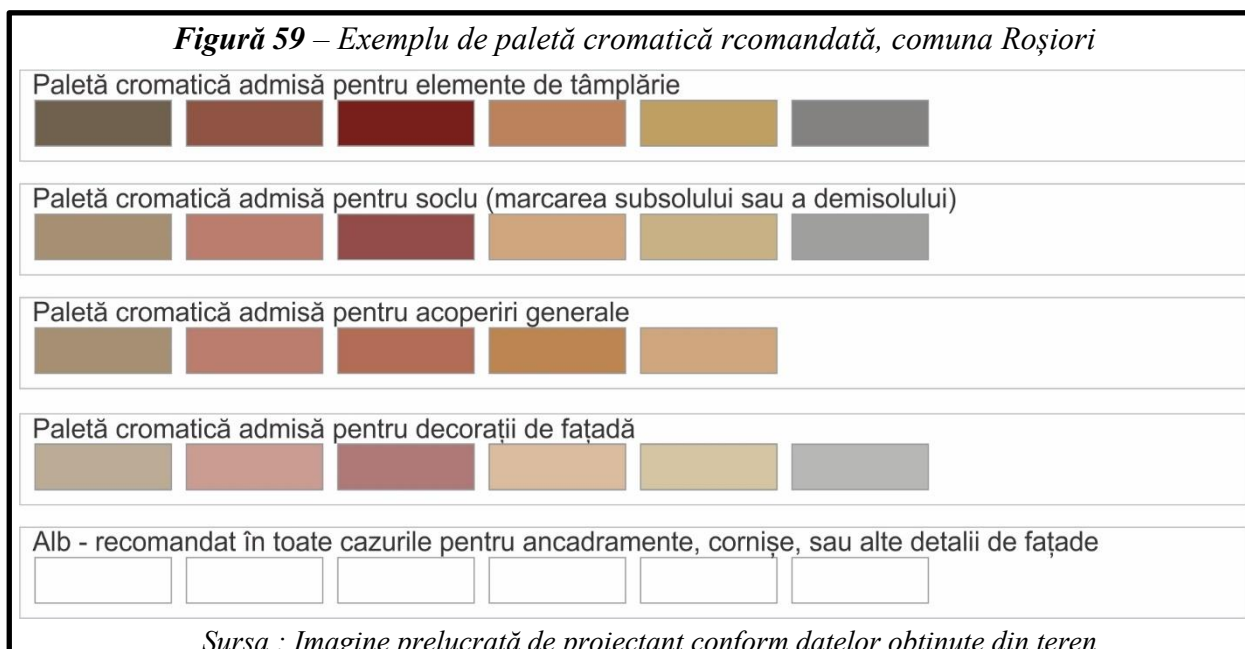 Figură 59 – Exemplu de paletă cromatică rcomandată, comuna Roșiori
Paletă cromatică admisă pentru elemente de tâmplărie
Paletă cromatică admisă pentru soclu (marcarea subsolului sau a demisolului)
Paletă cromatică admisă pentru acoperiri generale
Paletă cromatică admisă pentru decorații de fațadă
Alb - recomandat în toate cazurile pentru ancadramente, cornișe, sau alte detalii de fațade
Sursa : Imagine prelucrată de proiectant conform datelor obținute din teren